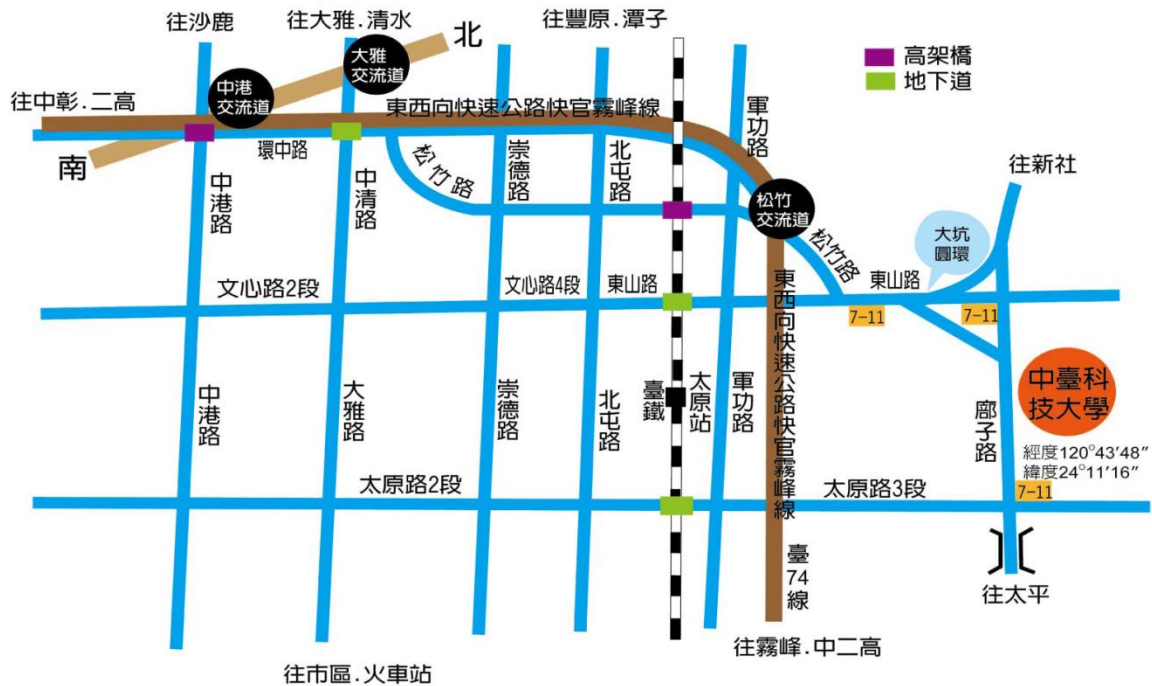 往沙鹿
往大雅.清水
往豐原.潭子
北
大雅
交流道
中港
交流道
高架橋
地下道
往中彰.二高
東西向快速公路快官霧峰線
軍功路
南
環中路
中港路
中清路
松竹路
崇德路
北屯路
松竹
交流道
松竹路
往新社
大坑
圓環
文心路2段
文心路4段
東山路
東山路
7-11
7-11
東西向快速公路快官霧峰線
中港路
大雅路
崇德路
北屯路
臺鐵
太原站
軍功路
廍子路
中臺科
技大學
經度120°43'48"
緯度24°11'16"
7-11
太原路2段
太原路3段
臺74線
往太平
往霧峰.中二高
往市區.火車站